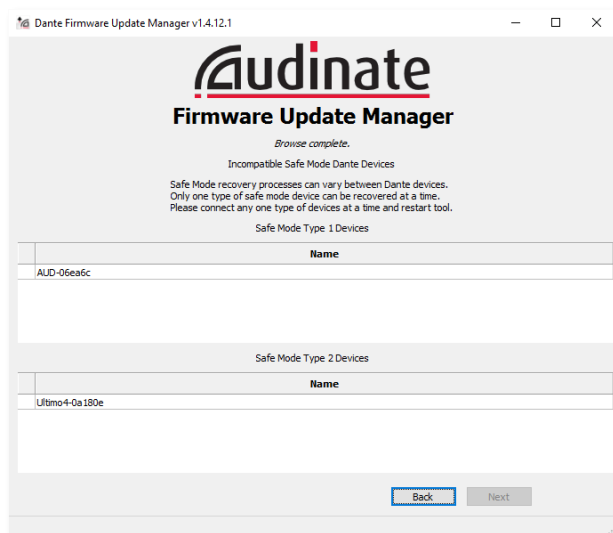 Dante Firmware Update Manager v1.4.12.1
Audinate
Firmware Update Manager
Browse complete.
Incompatible Safe Mode Dante Devices
Safe Mode recovery processes can vary between Dante devices.
Only one type of safe mode device can be recovered at a time.
Please connect any one type of devices at a time and restart tool.
Safe Mode Type 1 Devices
Name
AUD-06ea6c
Safe Mode Type 2 Devices
Name
Ultimo4-0a180e
Back Next